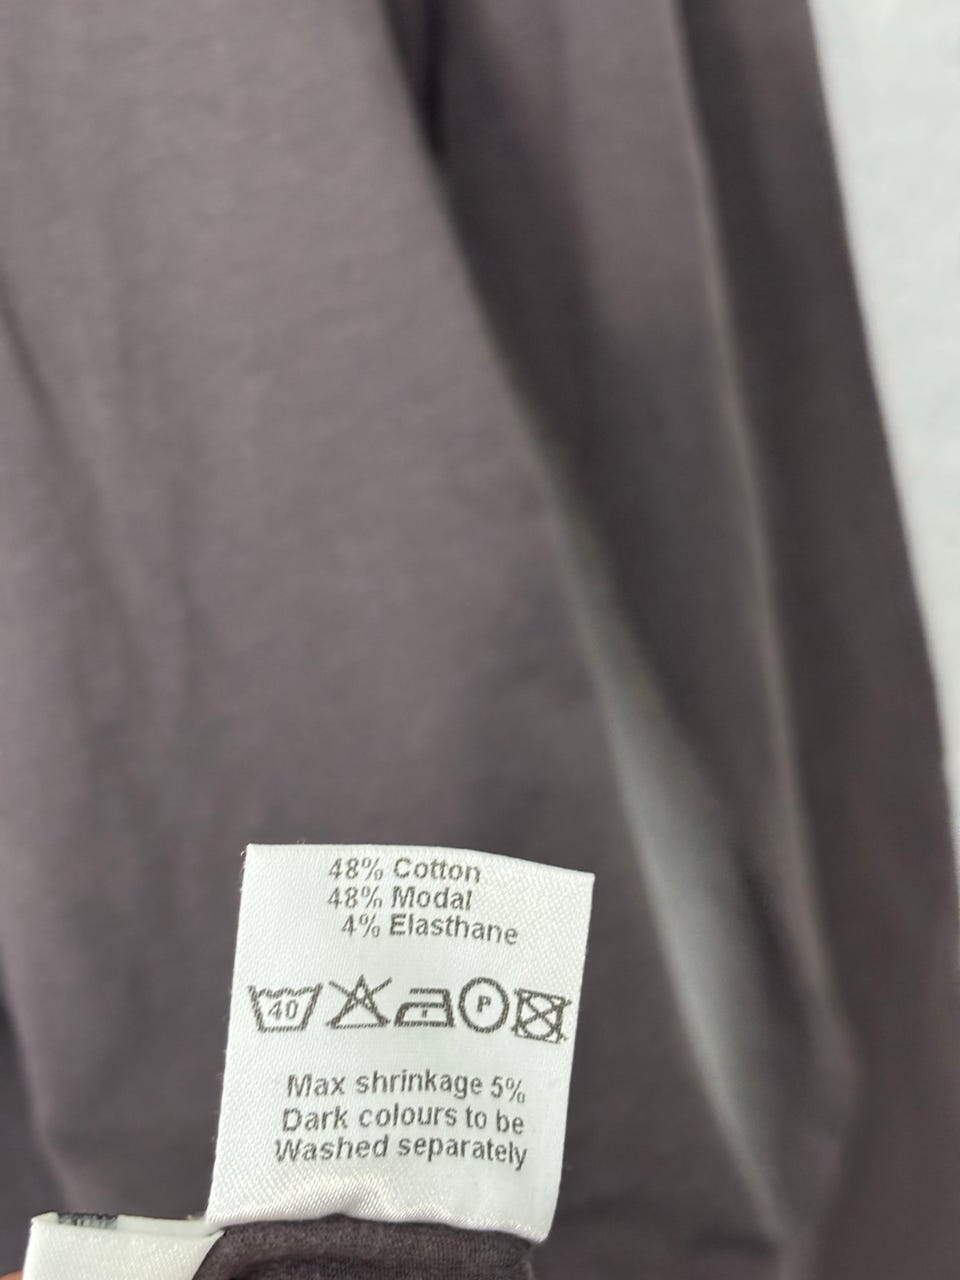 48% Cotton
48% Modal
4% Elasthane
40 P
Max shrinkage 5%
Dark colours to be
Washed separately